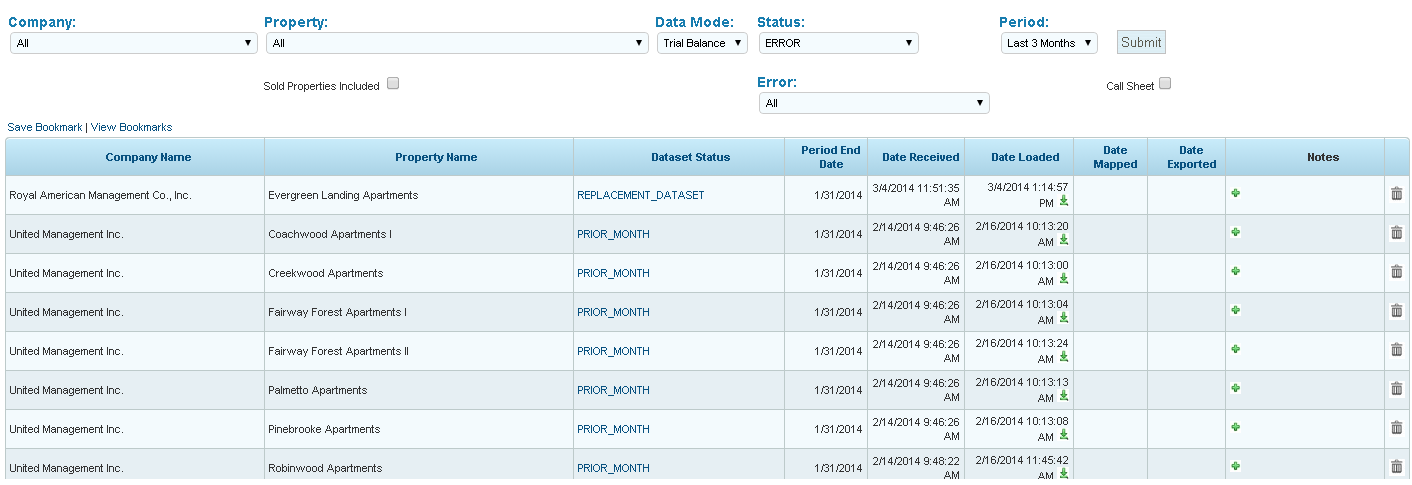 Company: Property: Data Mode: Status: Period:
All All Trial Balance ERROR Last 3 Months Submit
Sold Properties Included Error: Call Sheet
All
Save Bookmark | View Bookmarks
Company Name Property Name Dataset Status Period End Date Date Received Date Loaded Date Mapped Date Exported Notes
Royal American Management Co., Inc. Evergreen Landing Apartments REPLACEMENT_DATASET 1/31/2014 3/4/2014 11:51:35 AM 3/4/2014 1:14:57 PM
United Management Inc. Coachwood Apartments I PRIOR_MONTH 1/31/2014 2/14/2014 9:46:26 AM 2/16/2014 10:13:20 AM
United Management Inc. Creekwood Apartments PRIOR_MONTH 1/31/2014 2/14/2014 9:46:26 AM 2/16/2014 10:13:00 AM
United Management Inc. Fairway Forest Apartments I PRIOR_MONTH 1/31/2014 2/14/2014 9:46:26 AM 2/16/2014 10:13:04 AM
United Management Inc. Fairway Forest Apartments II PRIOR_MONTH 1/31/2014 2/14/2014 9:46:26 AM 2/16/2014 10:13:24 AM
United Management Inc. Palmetto Apartments PRIOR_MONTH 1/31/2014 2/14/2014 9:46:26 AM 2/16/2014 10:13:13 AM
United Management Inc. Pinebrooke Apartments PRIOR_MONTH 1/31/2014 2/14/2014 9:46:26 AM 2/16/2014 10:13:08 AM
United Management Inc. Robinwood Apartments PRIOR_MONTH 1/31/2014 2/14/2014 9:48:22 AM 2/16/2014 11:45:42 AM